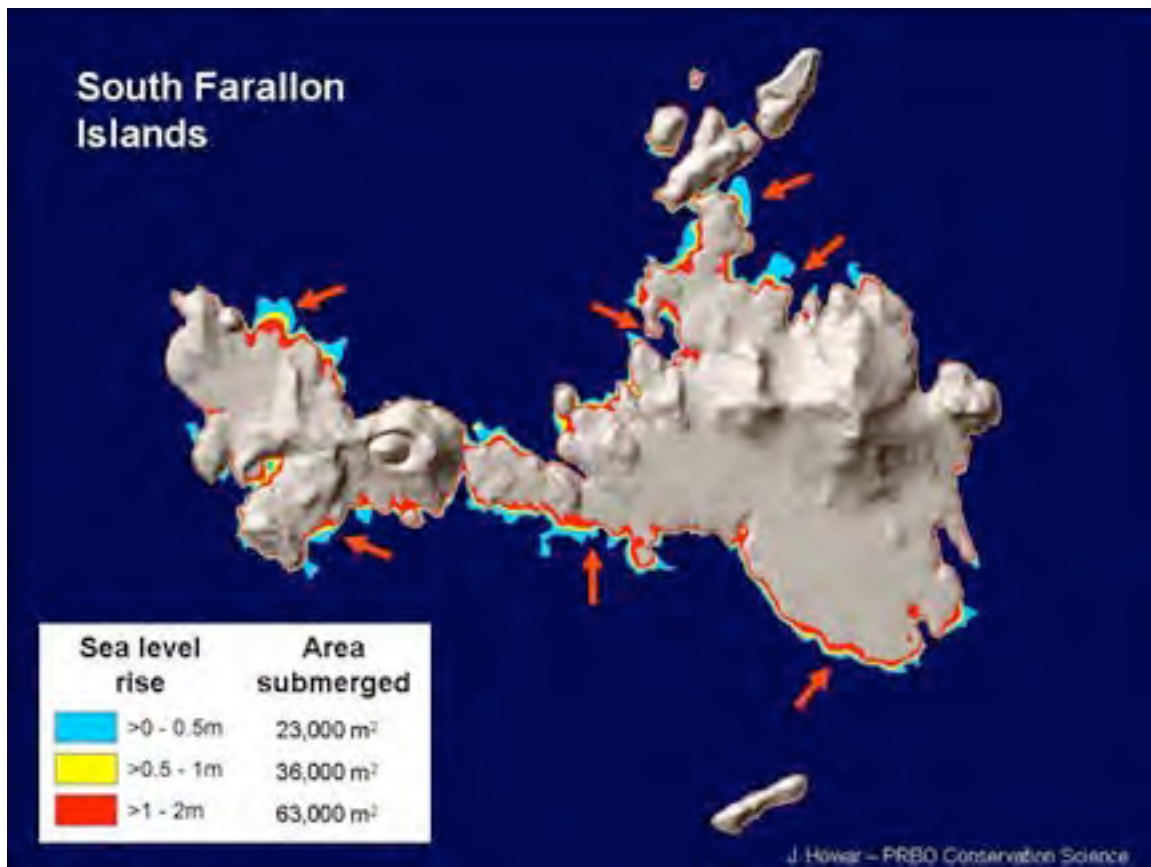 South Farallon
Islands
Sea level
rise
Area
submerged
>0 - 0.5m
23,000 m²
>0.5 - 1m
36,000 m²
>1 - 2m
63,000 m²
J. Howar – PRBO Conservation Science